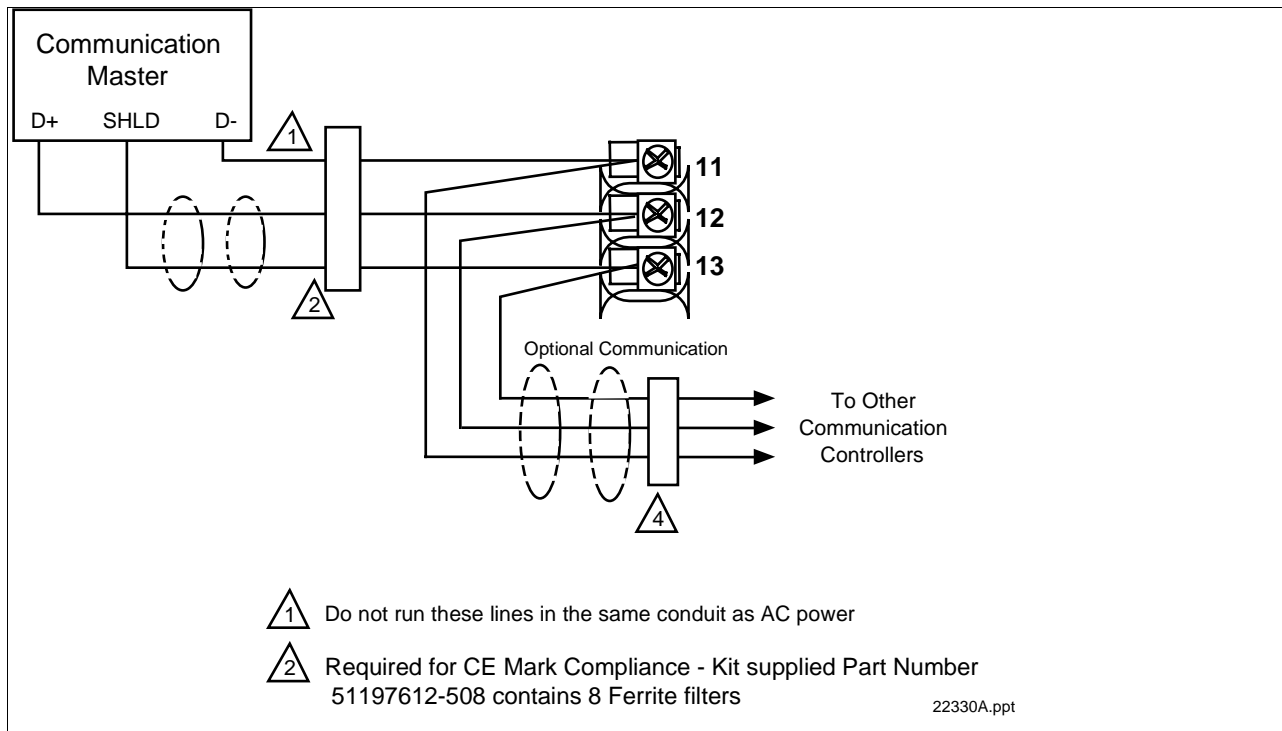 Communication
Master
D+ SHLD D-
1
11
12
13
2
Optional Communication
To Other
Communication
Controllers
4
1 Do not run these lines in the same conduit as AC power
2 Required for CE Mark Compliance - Kit supplied Part Number
51197612-508 contains 8 Ferrite filters
22330A.ppt